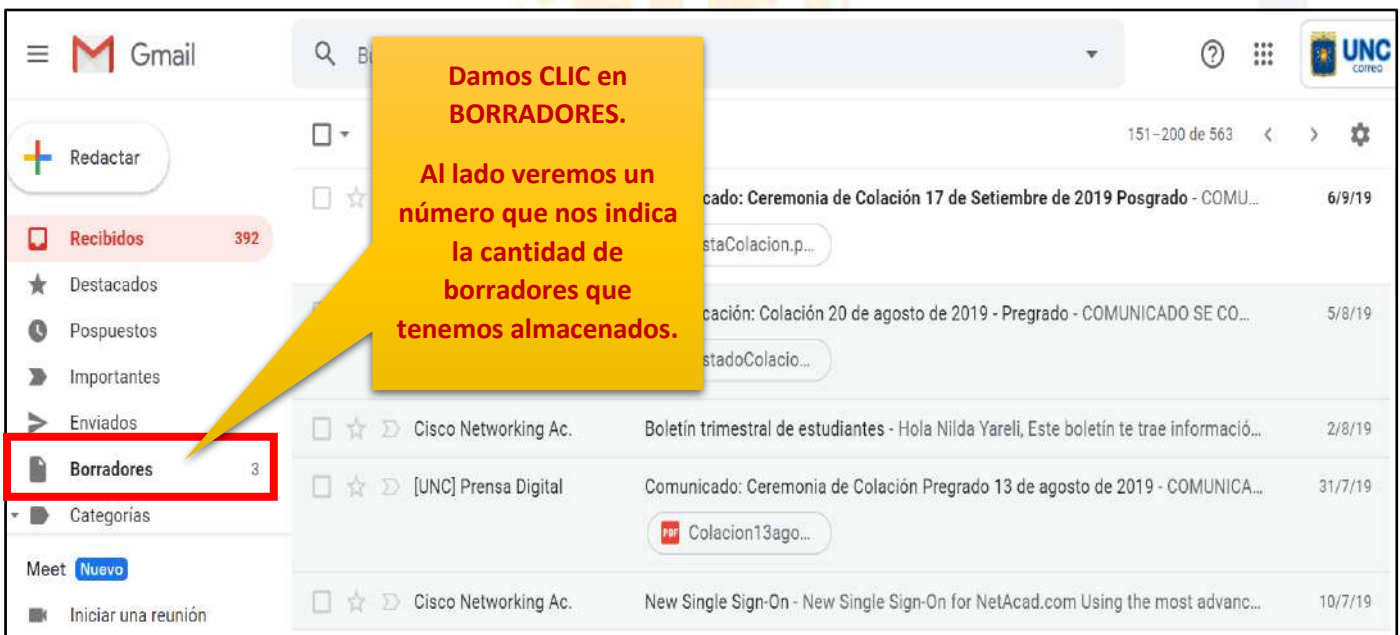 Gmail
UNC
correo
Damos CLIC en
BORRADORES.
Al lado veremos un
número que nos indica
la cantidad de
borradores que
tenemos almacenados.
Redactar
151–200 de 563
Recibidos 392
Destacados
Pospuestos
Importantes
Enviados
Borradores 3
Categorías
Meet Nuevo
Iniciar una reunión
cado: Ceremonia de Colación 17 de Setiembre de 2019 Posgrado - COMU... 6/9/19
staColacion.p...
cación: Colación 20 de agosto de 2019 - Pregrado - COMUNICADO SE CO... 5/8/19
stadoColacio...
Cisco Networking Ac. Boletín trimestral de estudiantes - Hola Nilda Yareli, Este boletín te trae informació... 2/8/19
[UNC] Prensa Digital Comunicado: Ceremonia de Colación Pregrado 13 de agosto de 2019 - COMUNICA... 31/7/19
PDF Colacion13ago...
Cisco Networking Ac. New Single Sign-On - New Single Sign-On for NetAcad.com Using the most advanc... 10/7/19